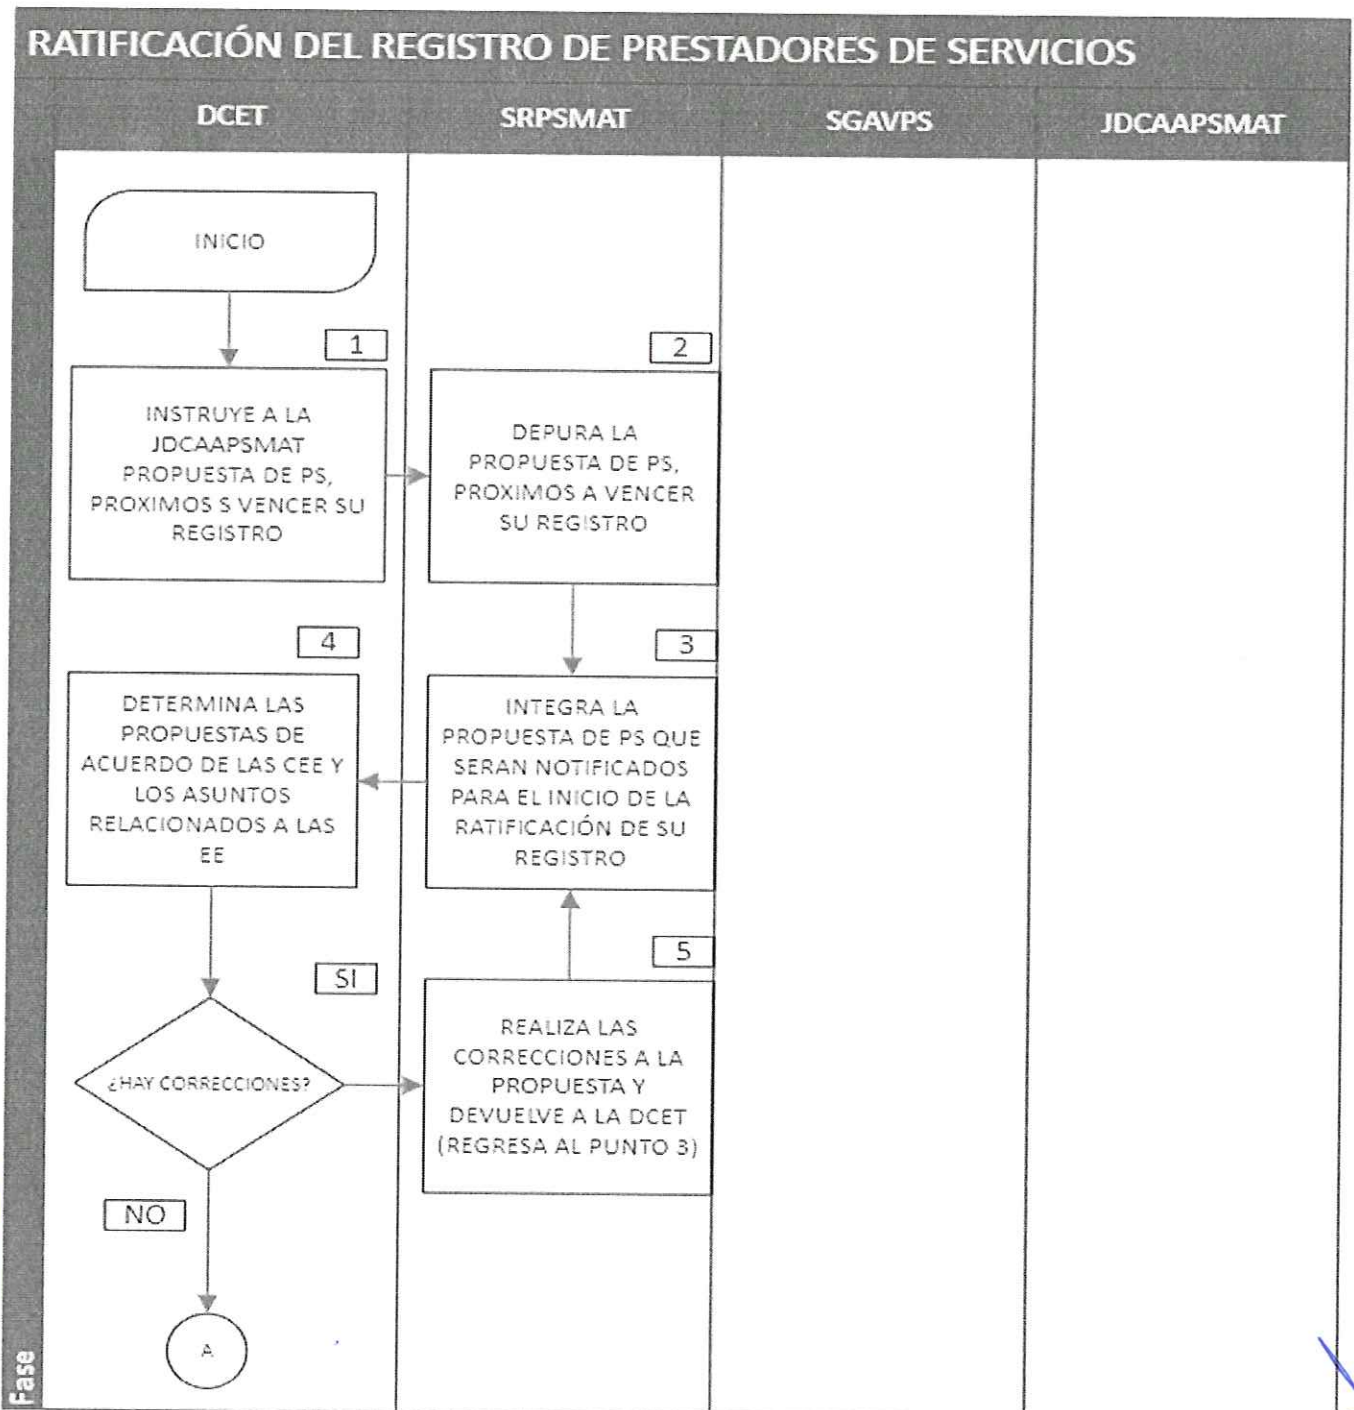 RATIFICACIÓN DEL REGISTRO DE PRESTADORES DE SERVICIOS
DCET
SRPSMAT
SGAVPS
JDCAAPSMAT
INICIO
1
INSTRUYE A LA
JDCAAPSMAT
PROPUESTA DE PS,
PROXIMOS S VENCER SU
REGISTRO
2
DEPURA LA
PROPUESTA DE PS,
PROXIMOS A VENCER
SU REGISTRO
3
INTEGRA LA
PROPUESTA DE PS QUE
SERAN NOTIFICADOS
PARA EL INICIO DE LA
RATIFICACIÓN DE SU
REGISTRO
4
DETERMINA LAS
PROPUESTAS DE
ACUERDO DE LAS CEE Y
LOS ASUNTOS
RELACIONADOS A LAS
EE
¿HAY CORRECCIONES?
SI
5
REALIZA LAS
CORRECCIONES A LA
PROPUESTA Y
DEVUELVE A LA DCET
(REGRESA AL PUNTO 3)
NO
A
Fase